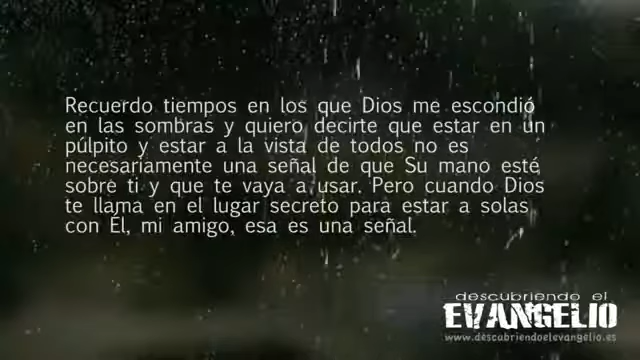 Recuerdo tiempos en los que Dios me escondió
en las sombras y quiero decirte que estar en un
púlpito y estar a la vista de todos no es
necesariamente una señal de que Su mano esté
sobre ti y que te vaya a usar. Pero cuando Dios
te llama en el lugar secreto para estar a solas
con Él, mi amigo, esa es una señal.
descubriendo el
EVANGELIO
www.descubriendoelevangelio.es